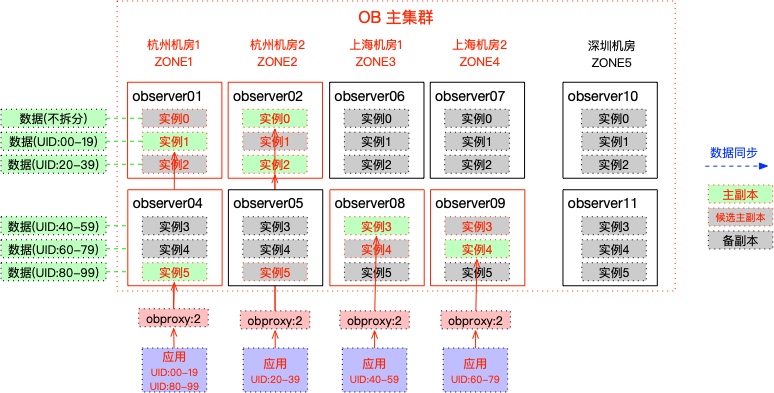 OB 主集群
杭州机房1
ZONE1
杭州机房2
ZONE2
上海机房1
ZONE3
上海机房2
ZONE4
深圳机房
ZONE5
observer01
observer02
observer06
observer07
observer10
数据(不拆分)
实例0
实例0
实例0
实例0
实例0
数据(UID:00-19)
实例1
实例1
实例1
实例1
实例1
数据(UID:20-39)
实例2
实例2
实例2
实例2
实例2
数据同步
主副本
候选主副本
备副本
observer04
observer05
observer08
observer09
observer11
数据(UID:40-59)
实例3
实例3
实例3
实例3
实例3
数据(UID:60-79)
实例4
实例4
实例4
实例4
实例4
数据(UID:80-99)
实例5
实例5
实例5
实例5
实例5
obproxy:2
obproxy:2
obproxy:2
obproxy:2
应用
UID:00-19
UID:80-99
应用
UID:20-39
应用
UID:40-59
应用
UID:60-79